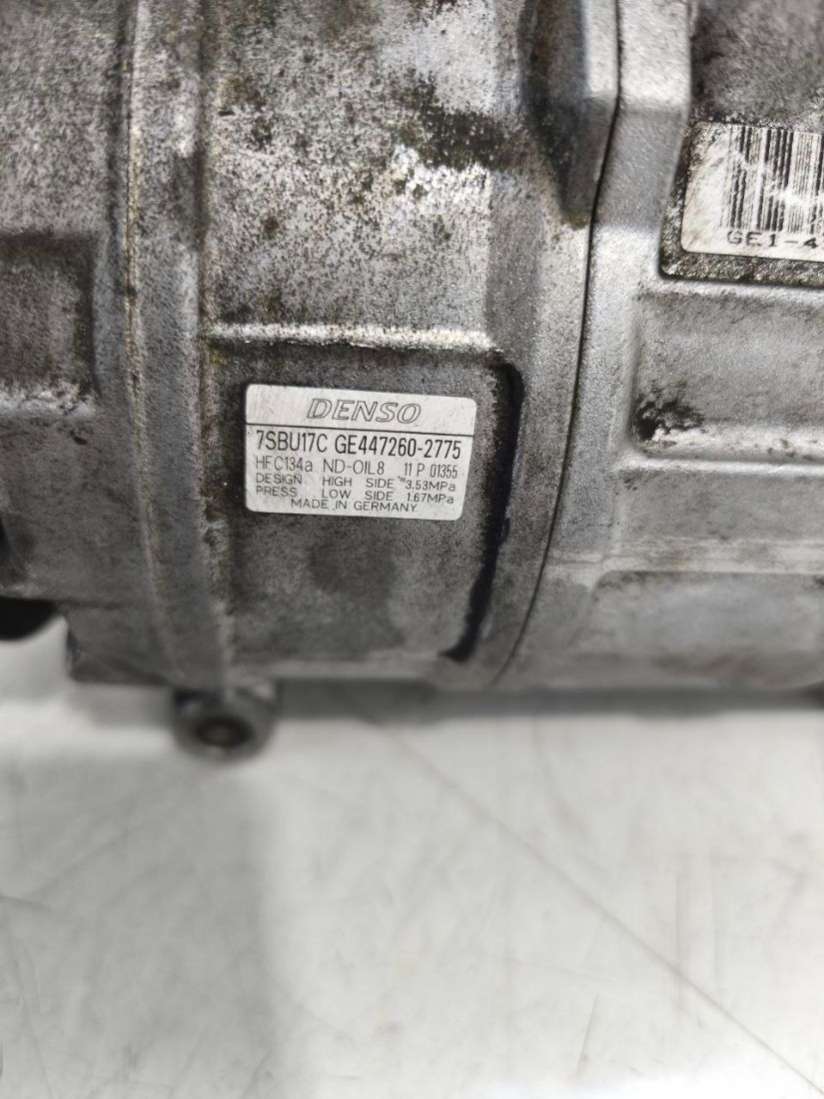 GE1-4
DENSO
7SBU17C GE447260-2775
HFC134a ND-OIL8 11 P 01355
DESIGN HIGH SIDE 3.53MPa
PRESS. LOW SIDE 1.67MPa
MADE IN GERMANY